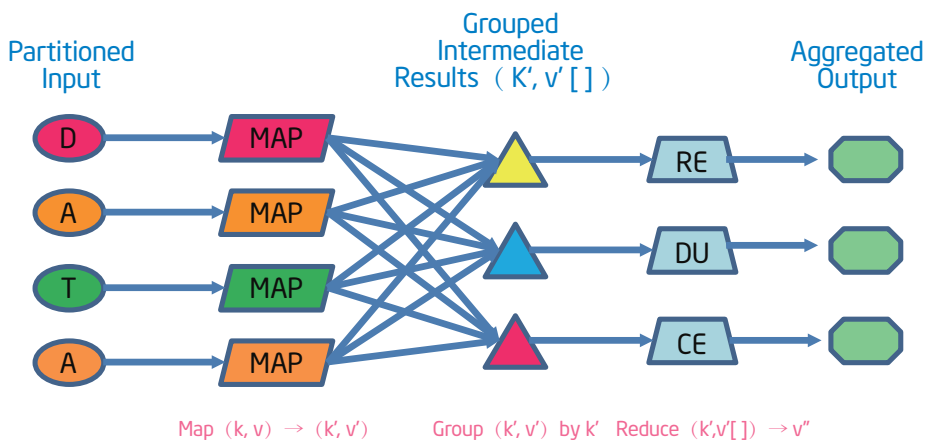 Partitioned
Input
Grouped
Intermediate
Results（K', v' [ ]）
Aggregated
Output
D
MAP
RE
A
MAP
DU
T
MAP
CE
A
MAP
Map（k, v）→（k', v'）
Group（k', v'）by k'
Reduce（k',v'[ ]）→ v"